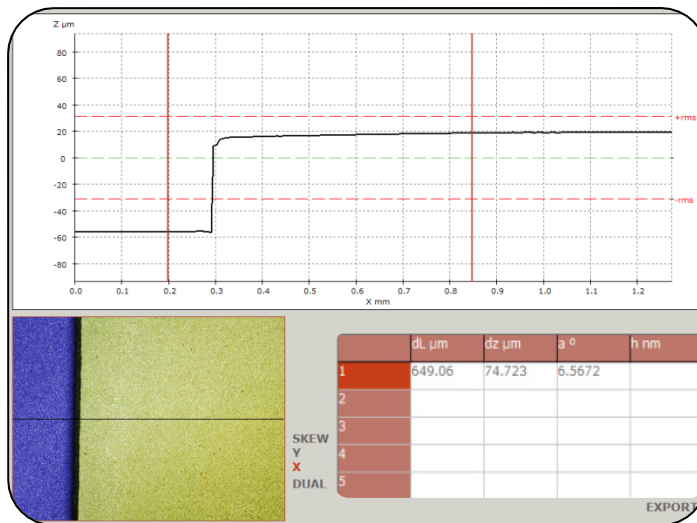 Z µm
80
60
40
20
0
-20
-40
-60
-80
+rms
-rms
0.0 0.1 0.2 0.3 0.4 0.5 0.6 0.7 0.8 0.9 1.0 1.1 1.2
X mm
dL µm dz µm a º h nm
1 649.06 74.723 6.5672
2
3
4
5
SKEW
Y
X
DUAL
EXPORT